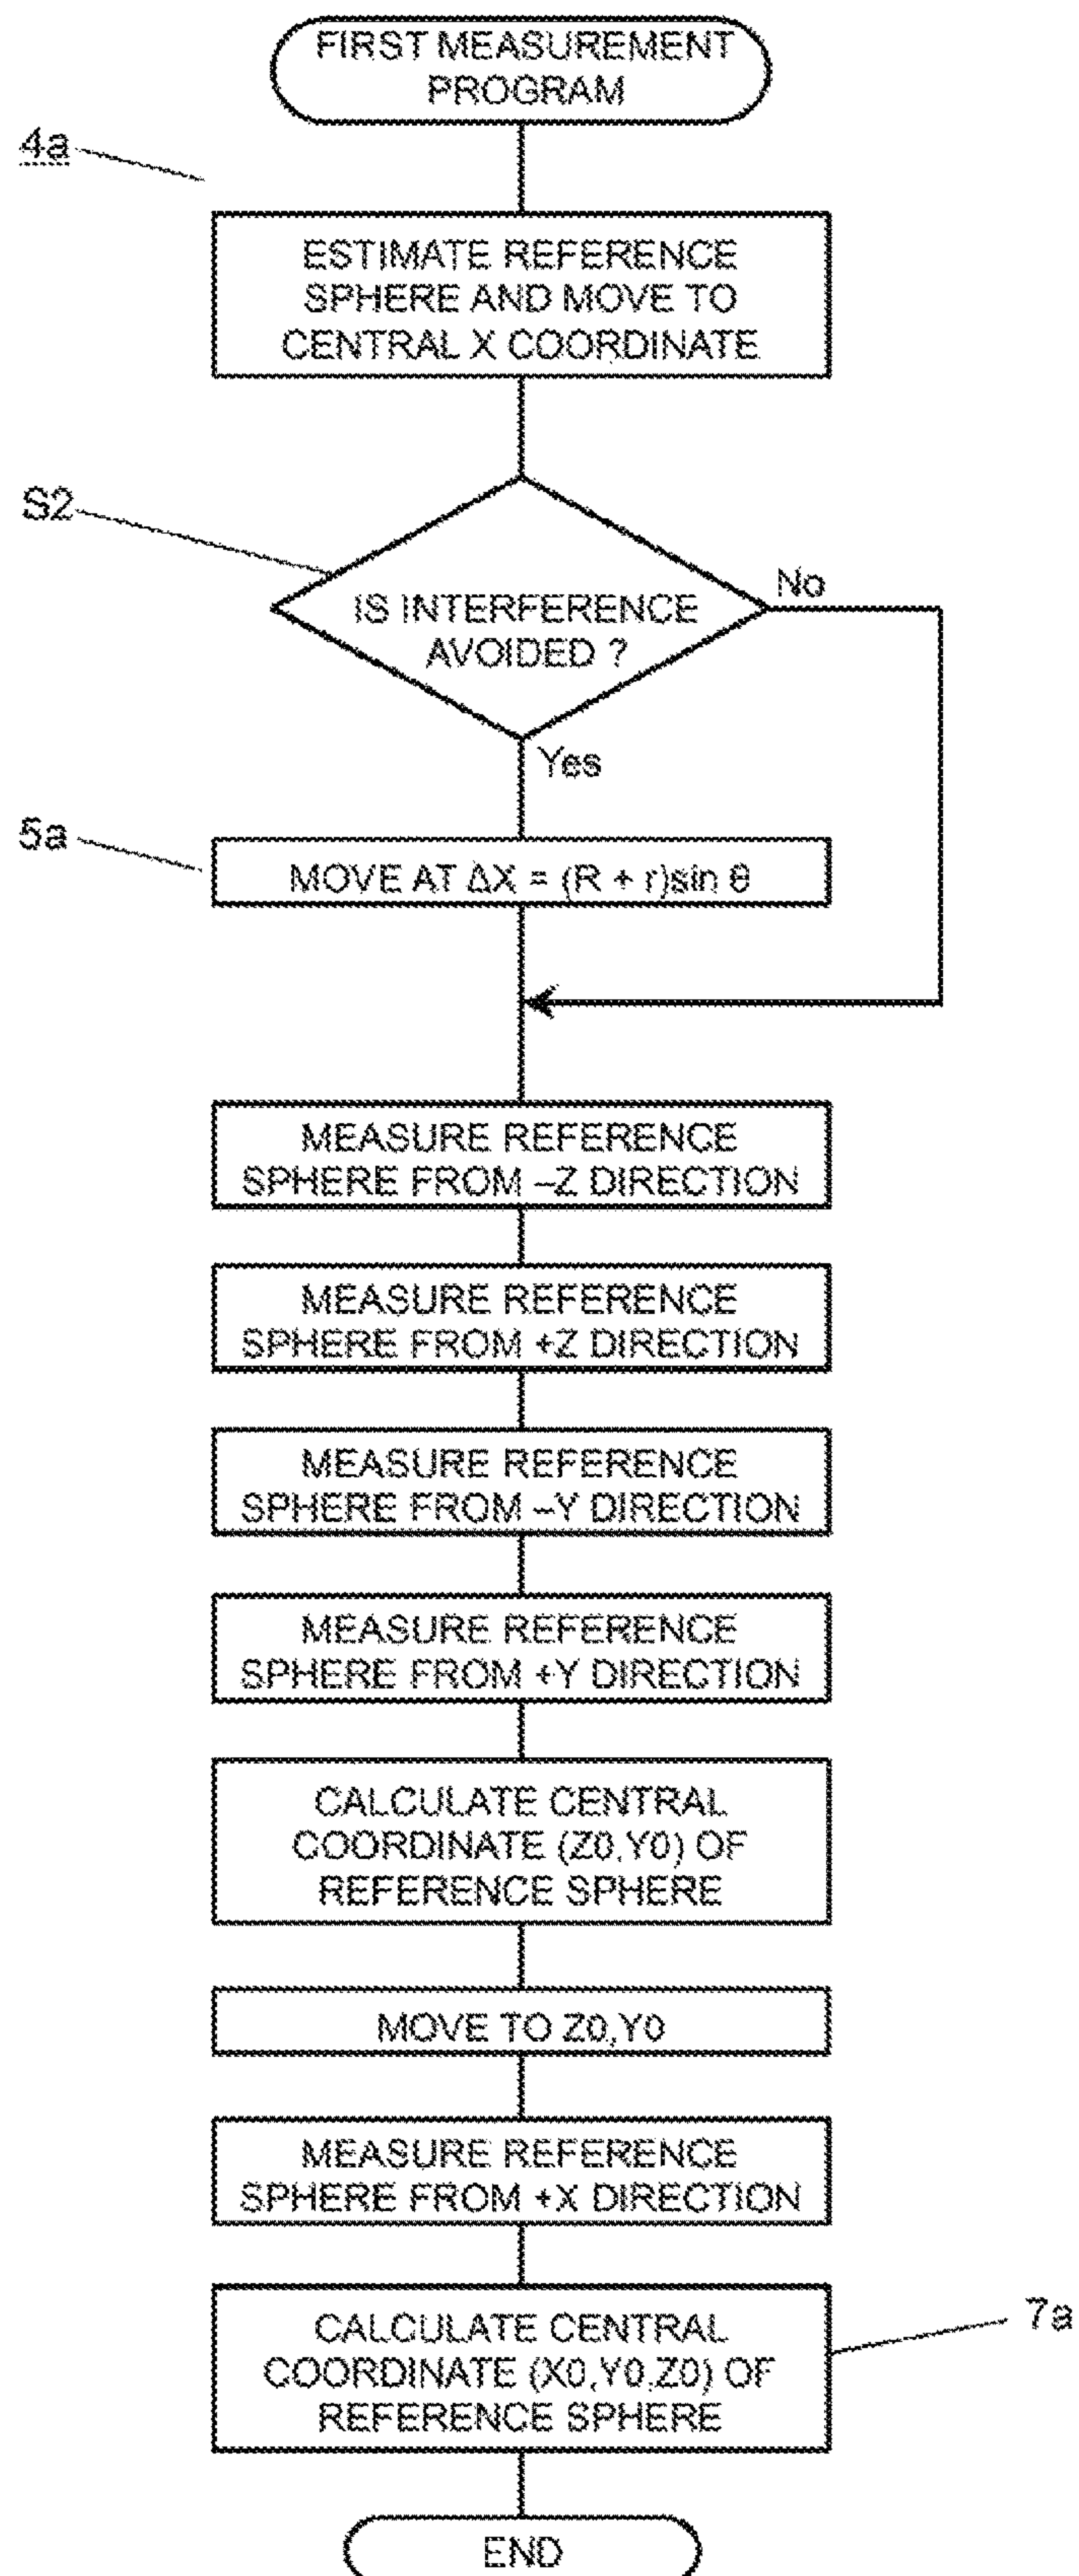 FIRST MEASUREMENT
PROGRAM
4a
ESTIMATE REFERENCE
SPHERE AND MOVE TO
CENTRAL X COORDINATE
S2
IS INTERFERENCE
AVOIDED ?
No
Yes
5a
MOVE AT ΔX = (R + r)sin θ
MEASURE REFERENCE
SPHERE FROM –Z DIRECTION
MEASURE REFERENCE
SPHERE FROM +Z DIRECTION
MEASURE REFERENCE
SPHERE FROM –Y DIRECTION
MEASURE REFERENCE
SPHERE FROM +Y DIRECTION
CALCULATE CENTRAL
COORDINATE (Z0,Y0) OF
REFERENCE SPHERE
MOVE TO Z0,Y0
MEASURE REFERENCE
SPHERE FROM +X DIRECTION
CALCULATE CENTRAL
COORDINATE (X0,Y0,Z0) OF
REFERENCE SPHERE
7a
END